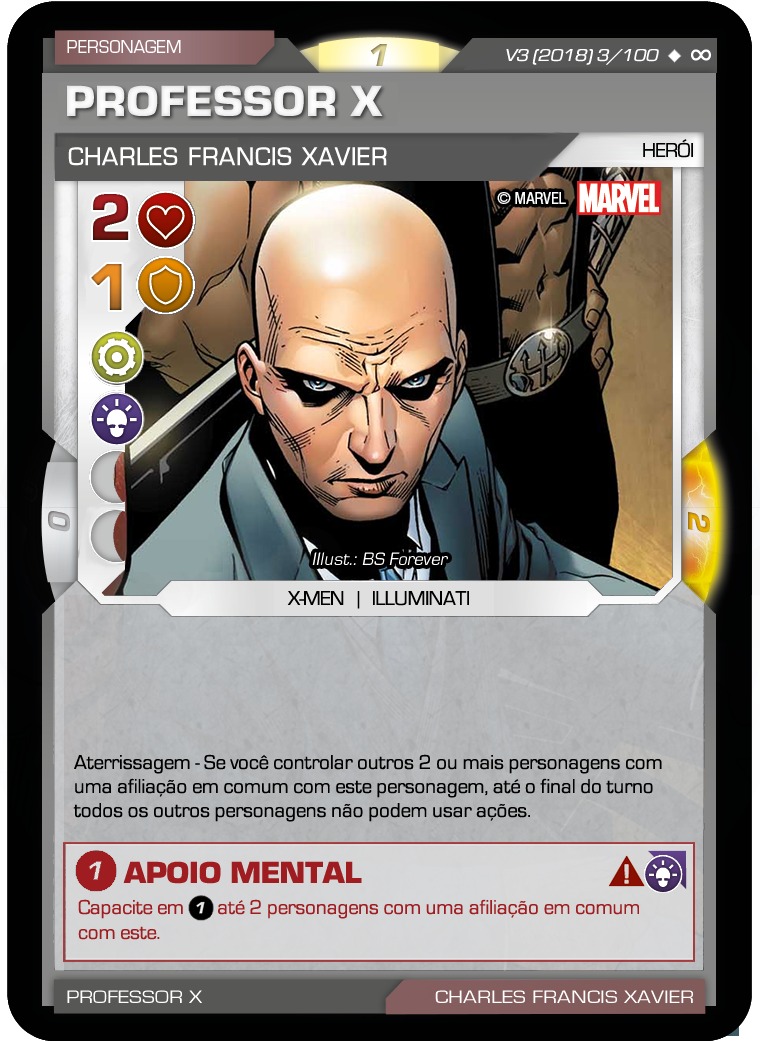 PERSONAGEM
1
V3 (2018) 3/100 ◆ ∞
PROFESSOR X
CHARLES FRANCIS XAVIER
HERÓI
© MARVEL MARVEL
2
1
0
2
Illust.: BS Forever
X-MEN | ILLUMINATI
Aterrissagem - Se você controlar outros 2 ou mais personagens com
uma afiliação em comum com este personagem, até o final do turno
todos os outros personagens não podem usar ações.
1 APOIO MENTAL
Capacite em 1 até 2 personagens com uma afiliação em comum
com este.
PROFESSOR X
CHARLES FRANCIS XAVIER